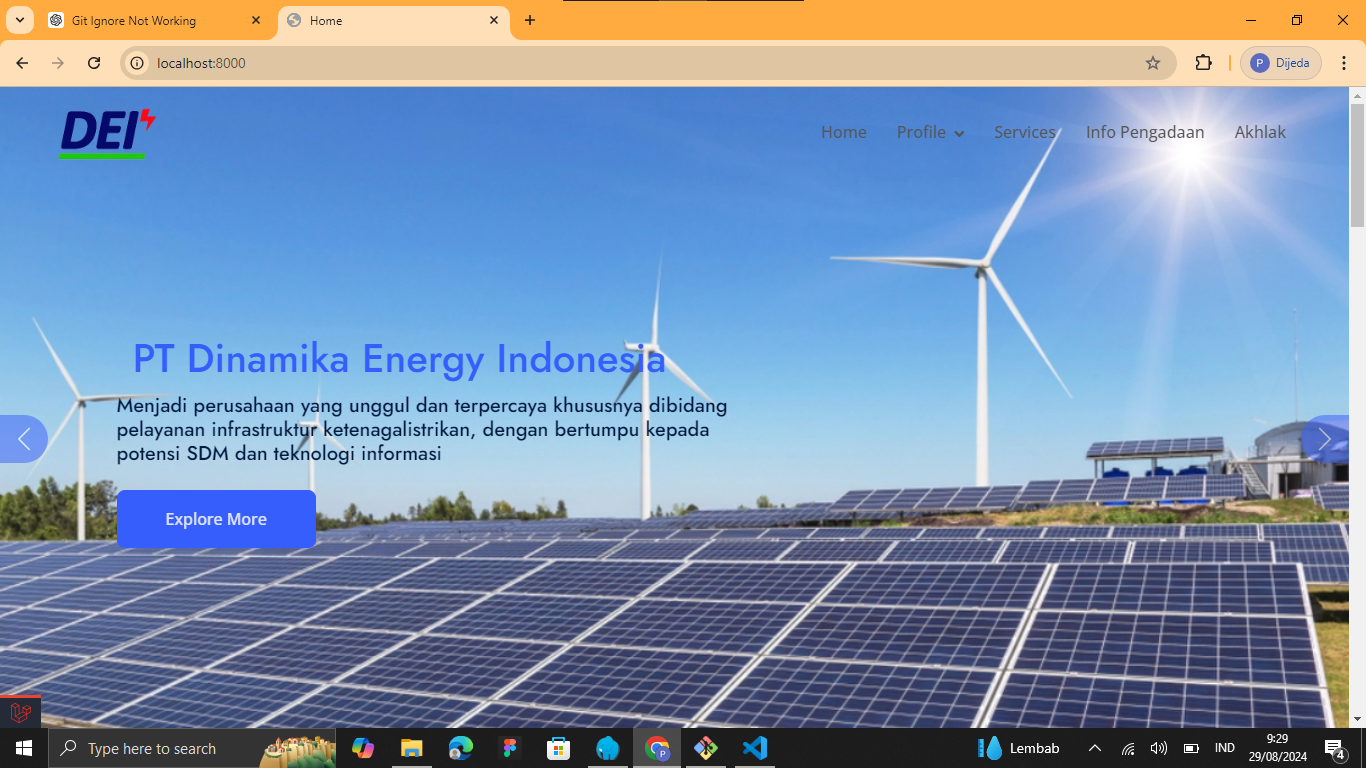 Git Ignore Not Working
Home
localhost:8000
P Dijeda
DEI
Home Profile Services Info Pengadaan Akhlak
PT Dinamika Energy Indonesia
Menjadi perusahaan yang unggul dan terpercaya khususnya dibidang
pelayanan infrastruktur ketenagalistrikan, dengan bertumpu kepada
potensi SDM dan teknologi informasi
Explore More
Type here to search
P
Lembab
IND
9:29
29/08/2024
4